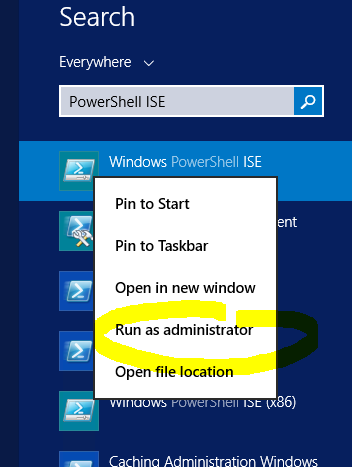 Search
Everywhere
PowerShell ISE
Windows PowerShell ISE
Pin to Start
ent
Pin to Taskbar
Open in new window
Run as administrator
Open file location
Windows PowerShell ISE (x86)
Caching Administration Windows